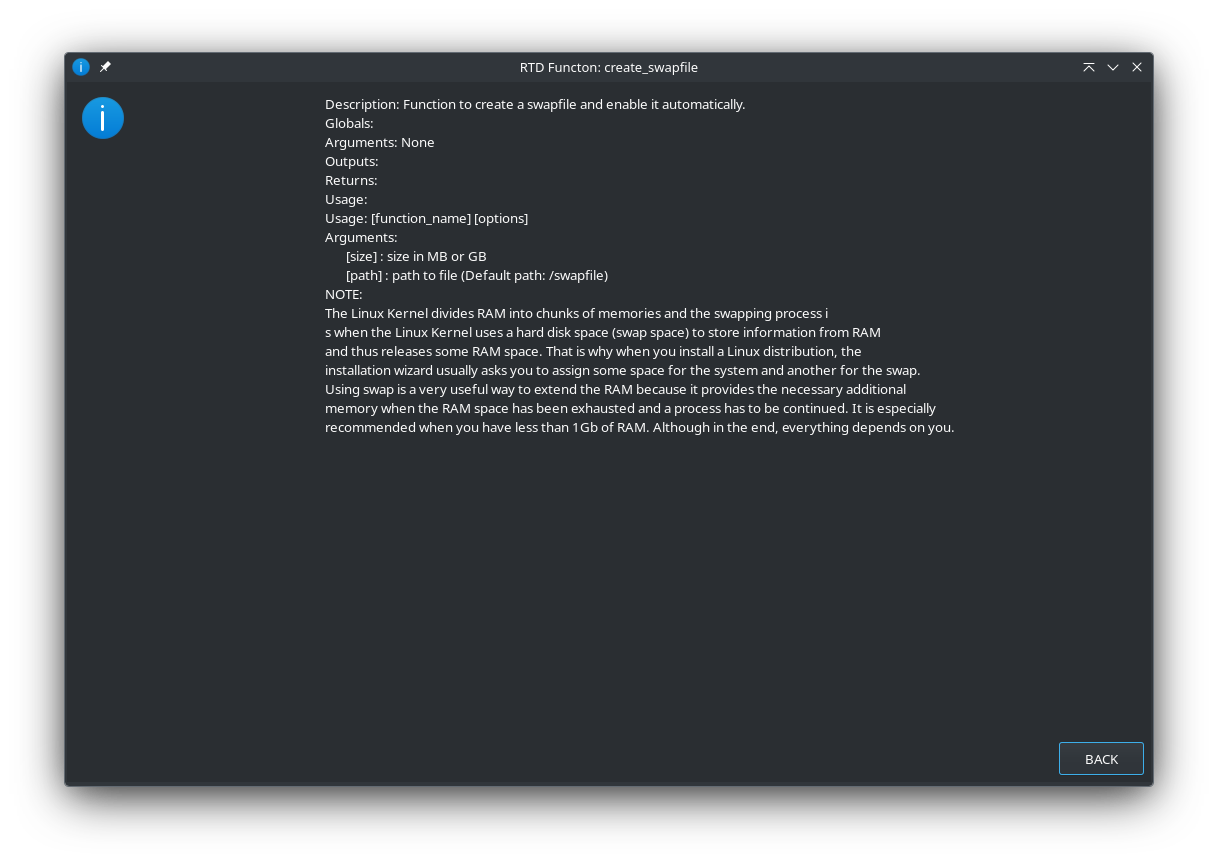 RTD Functon: create_swapfile
Description: Function to create a swapfile and enable it automatically.
Globals:
Arguments: None
Outputs:
Returns:
Usage:
Usage: [function_name] [options]
Arguments:
[size] : size in MB or GB
[path] : path to file (Default path: /swapfile)
NOTE:
The Linux Kernel divides RAM into chunks of memories and the swapping process i
s when the Linux Kernel uses a hard disk space (swap space) to store information from RAM
and thus releases some RAM space. That is why when you install a Linux distribution, the
installation wizard usually asks you to assign some space for the system and another for the swap.
Using swap is a very useful way to extend the RAM because it provides the necessary additional
memory when the RAM space has been exhausted and a process has to be continued. It is especially
recommended when you have less than 1Gb of RAM. Although in the end, everything depends on you.
BACK